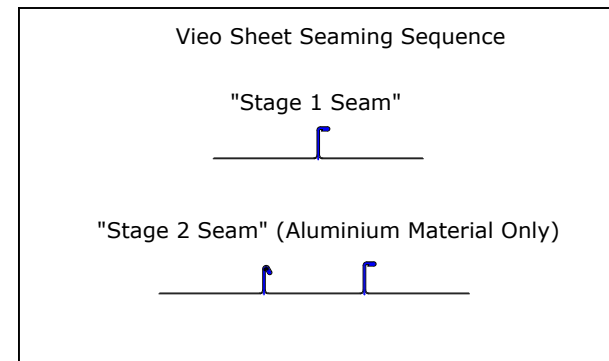 Vieo Sheet Seaming Sequence
"Stage 1 Seam"
"Stage 2 Seam" (Aluminium Material Only)